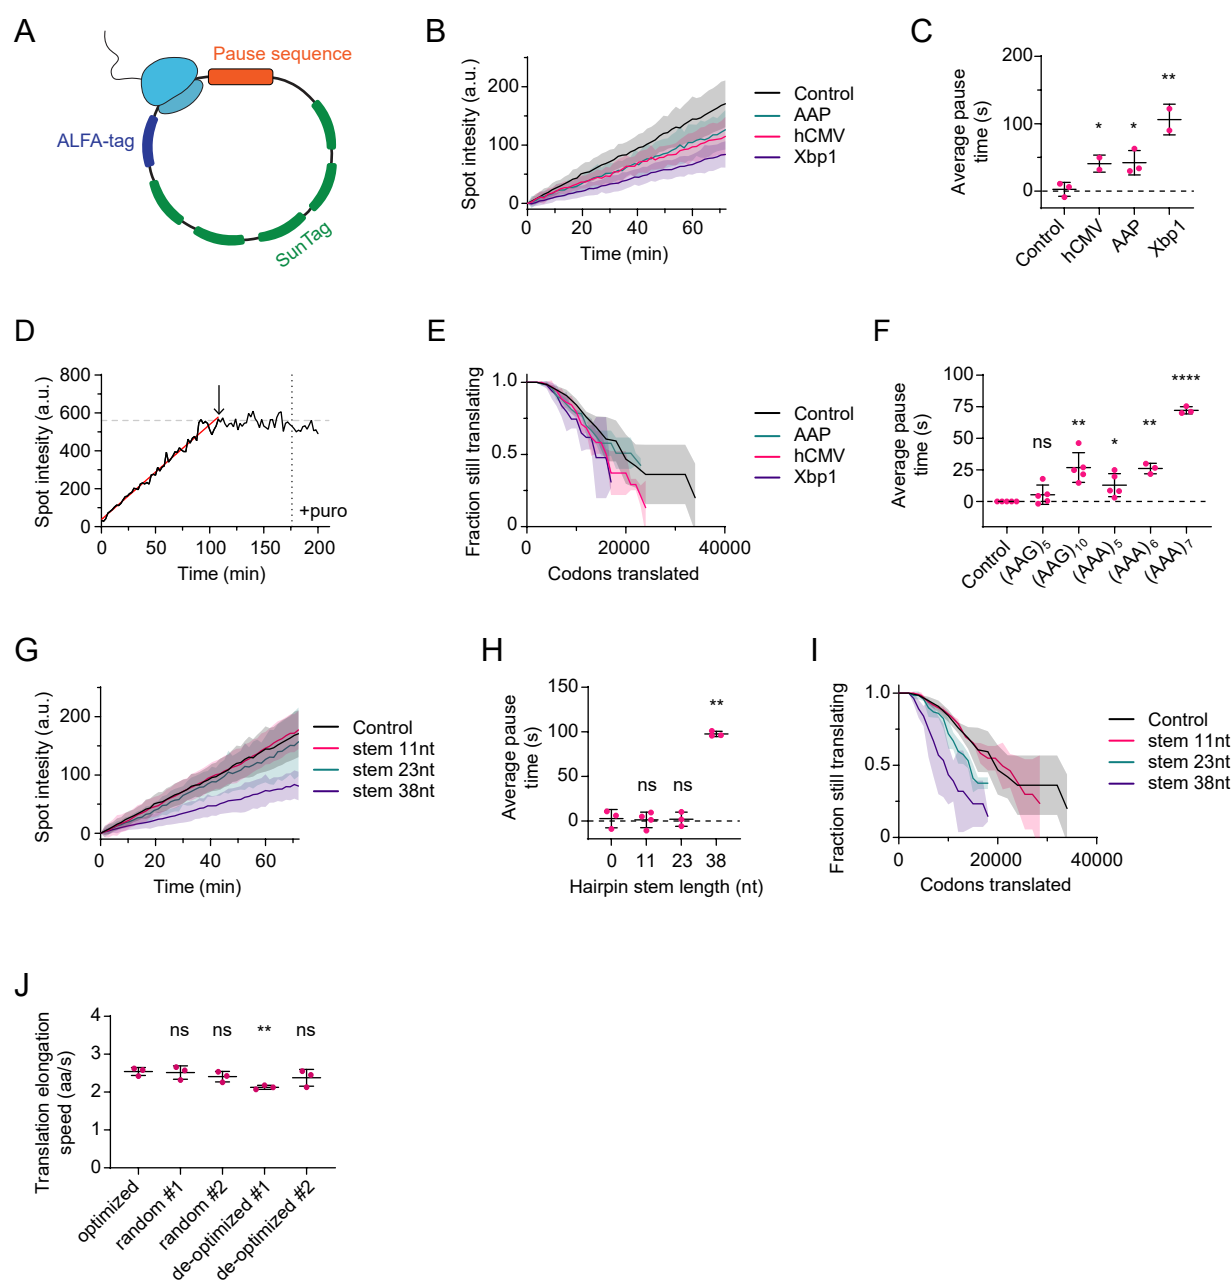 A
Pause sequence
ALFA-tag
SunTag
B
Spot intesity (a.u.)
200
100
0
0 20 40 60
Time (min)
Control
AAP
hCMV
Xbp1
C
Average pause
time (s)
200
100
0
* * **
Control hCMV AAP Xbp1
D
Spot intesity (a.u.)
800
600
400
200
0
+puro
0 50 100 150 200
Time (min)
E
Fraction still translating
1.0
0.5
0
0 20000 40000
Codons translated
Control
AAP
hCMV
Xbp1
F
Average pause
time (s)
100
75
50
25
0
ns ** * ** ****
Control (AAG)5 (AAG)10 (AAA)5 (AAA)6 (AAA)7
G
Spot intesity (a.u.)
200
100
0
0 20 40 60
Time (min)
Control
stem 11nt
stem 23nt
stem 38nt
H
Average pause
time (s)
150
100
50
0
ns ns **
0 11 23 38
Hairpin stem length (nt)
I
Fraction still translating
1.0
0.5
0
0 20000 40000
Codons translated
Control
stem 11nt
stem 23nt
stem 38nt
J
Translation elongation
speed (aa/s)
4
3
2
1
0
ns ns ** ns
optimized random #1 random #2 de-optimized #1 de-optimized #2